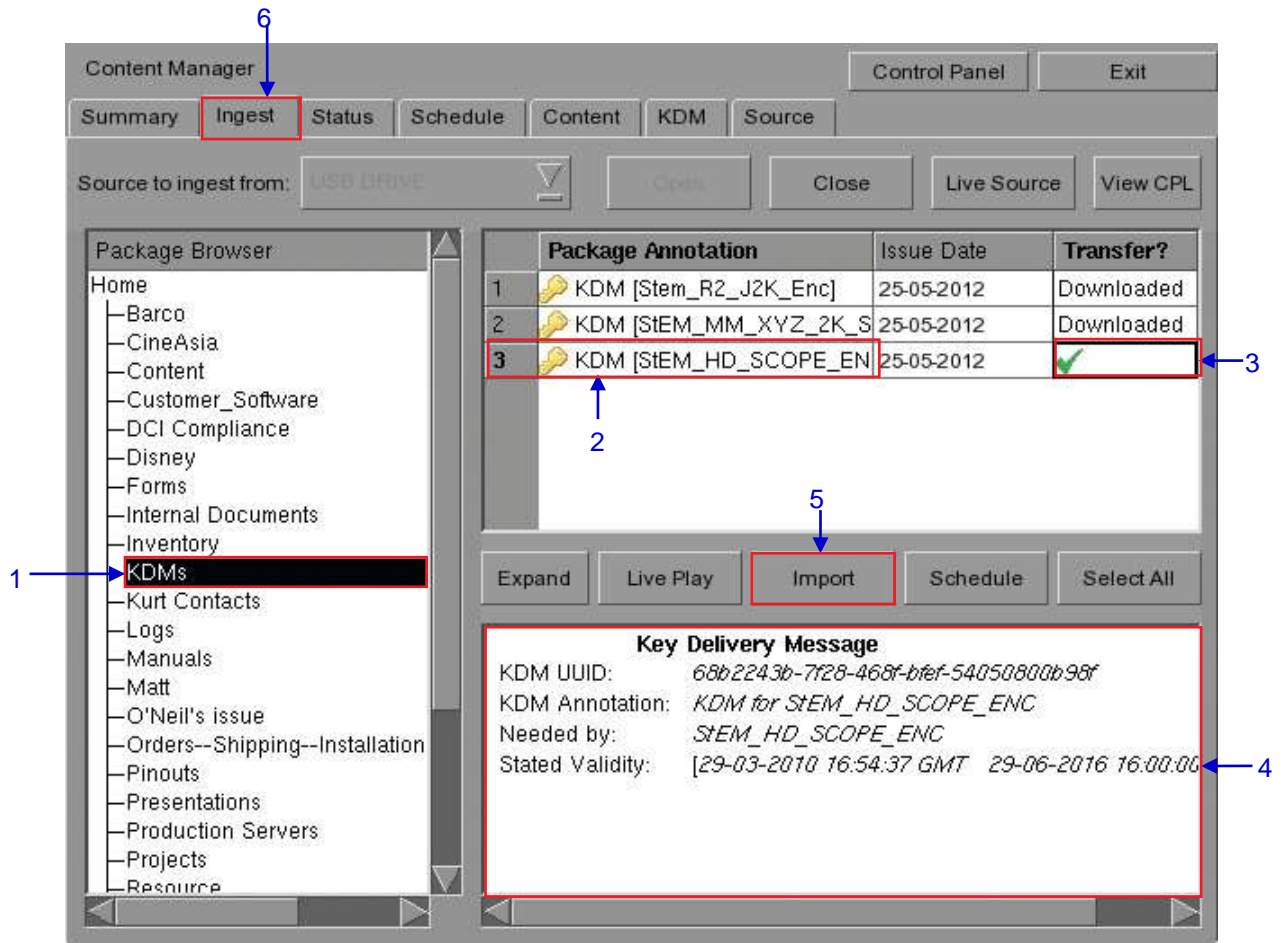 6
Content Manager Control Panel Exit
Summary Ingest Status Schedule Content KDM Source
Source to ingest from: USB DRIVE Open Close Live Source View CPL
Package Browser
Home
Barco
CineAsia
Content
Customer_Software
DCI Compliance
Disney
Forms
Internal Documents
Inventory
1 KDMs
Kurt Contacts
Logs
Manuals
Matt
O'Neil's issue
Orders--Shipping--Installation
Pinouts
Presentations
Production Servers
Projects
Resource
Package Annotation Issue Date Transfer?
1 KDM [Stem_R2_J2K_Enc] 25-05-2012 Downloaded
2 KDM [StEM_MM_XYZ_2K_S 25-05-2012 Downloaded
3 KDM [StEM_HD_SCOPE_EN 25-05-2012 3
2
5
Expand Live Play Import Schedule Select All
Key Delivery Message
KDM UUID: 68b2243b-7f28-468f-bfef-54050800b98f
KDM Annotation: KDM for StEM_HD_SCOPE_ENC
Needed by: StEM_HD_SCOPE_ENC
Stated Validity: [29-03-2010 16:54:37 GMT 29-06-2016 16:00:00 4